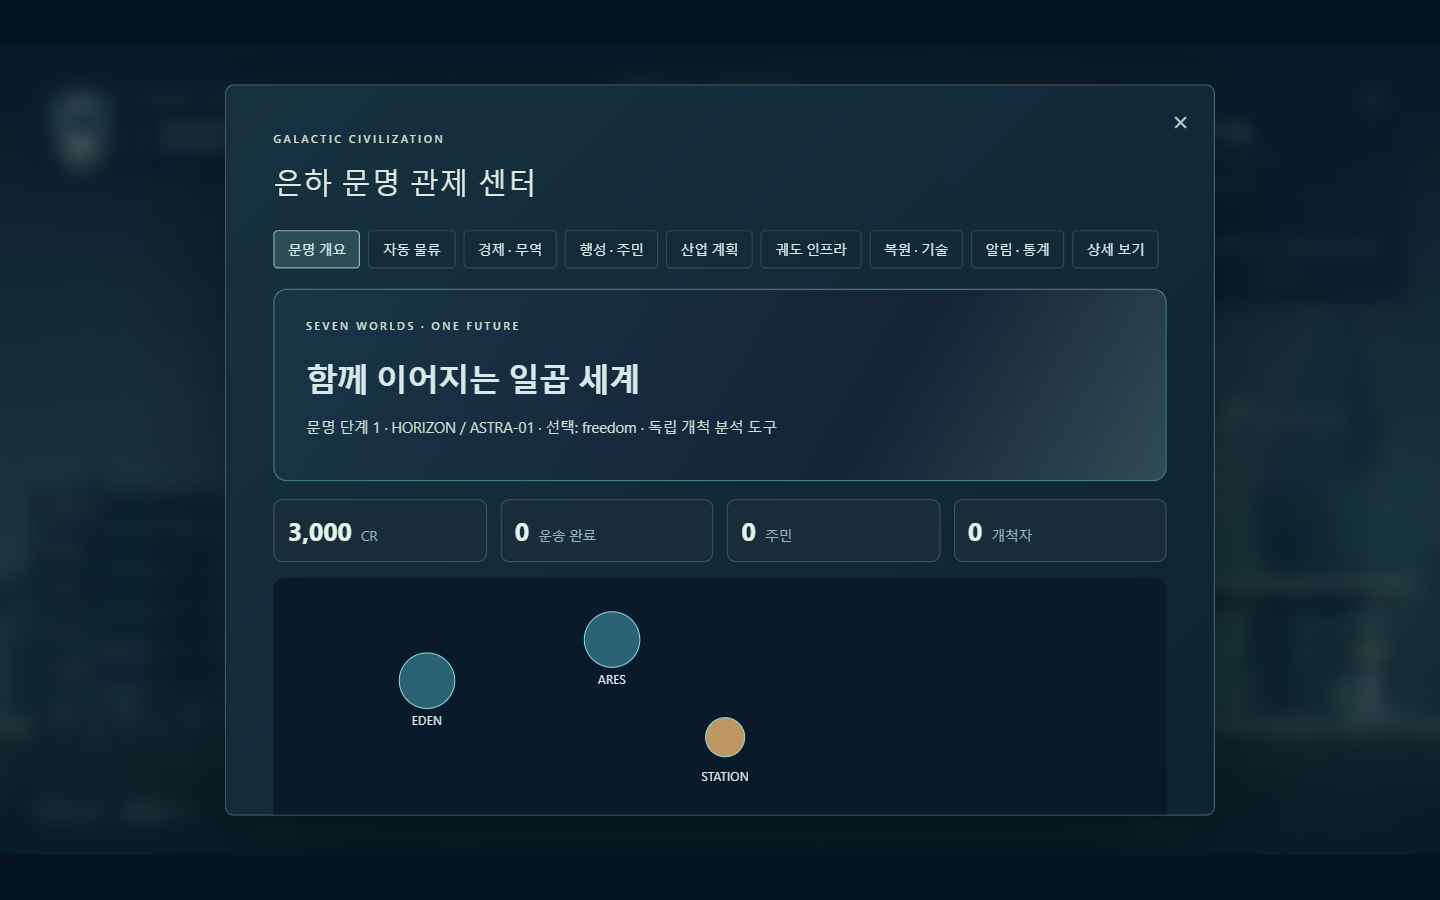 GALACTIC CIVILIZATION
은하 문명 관제 센터
×
문명 개요 자동 물류 경제 · 무역 행성 · 주민 산업 계획 궤도 인프라 복원 · 기술 알림 · 통계 상세 보기
SEVEN WORLDS · ONE FUTURE
함께 이어지는 일곱 세계
문명 단계 1 · HORIZON / ASTRA-01 · 선택: freedom · 독립 개척 분석 도구
3,000 CR 0 운송 완료 0 주민 0 개척자
ARES
EDEN
STATION